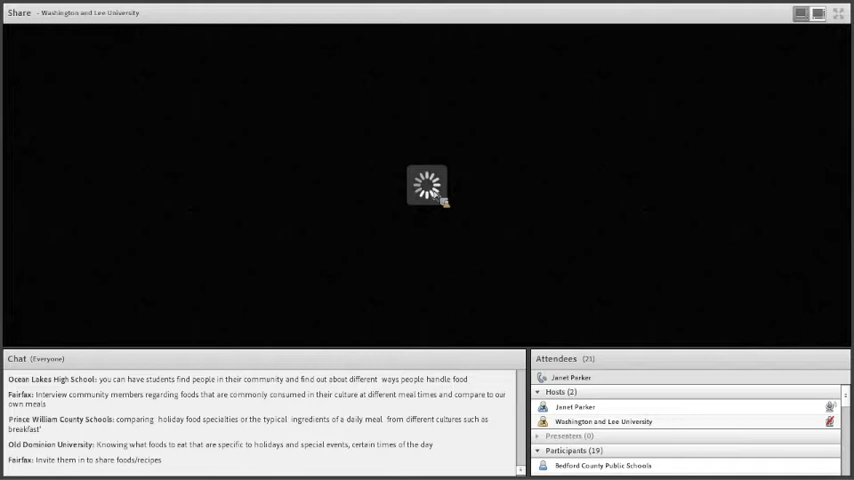 Share - Washington and Lee University
Chat (Everyone)
Ocean Lakes High School: you can have students find people in their community and find out about different ways people handle food
Fairfax: Interview community members regarding foods that are commonly consumed in their culture at different meal times and compare to our
own meals
Prince William County Schools: comparing holiday food specialties or the typical ingredients of a daily meal from different cultures such as
breakfast'
Old Dominion University: Knowing what foods to eat that are specific to holidays and special events, certain times of the day
Fairfax: Invite them in to share foods/recipes
Attendees (21)
Janet Parker
Hosts (2)
Janet Parker
Washington and Lee University
Presenters (0)
Participants (19)
Bedford County Public Schools